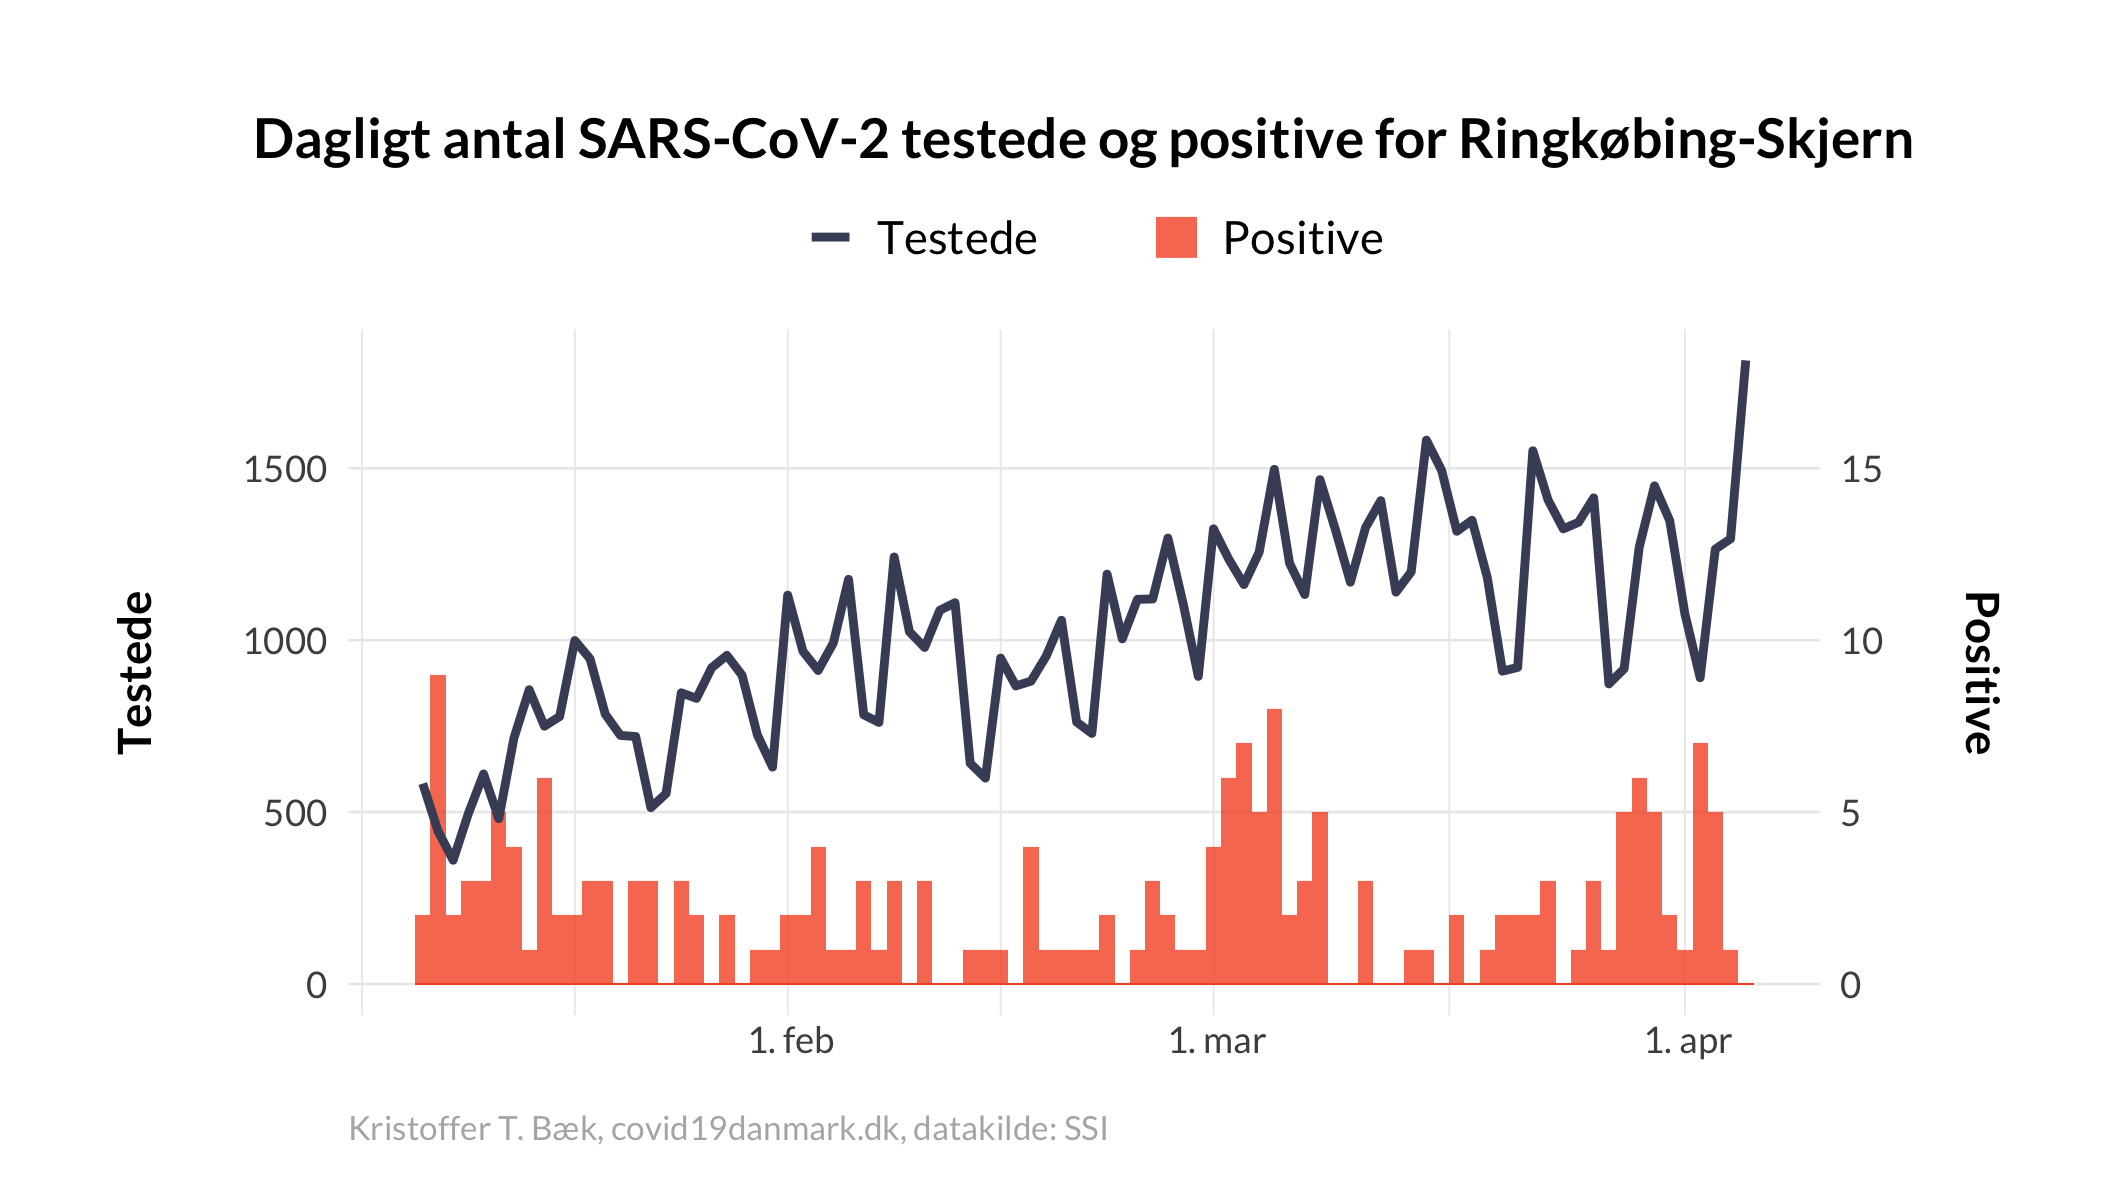 Dagligt antal SARS-CoV-2 testede og positive for Ringkøbing-Skjern
Testede Positive
1500 15
1000 10
500 5
0 0
Testede
Positive
1. feb 1. mar 1. apr
Kristoffer T. Bæk, covid19danmark.dk, datakilde: SSI